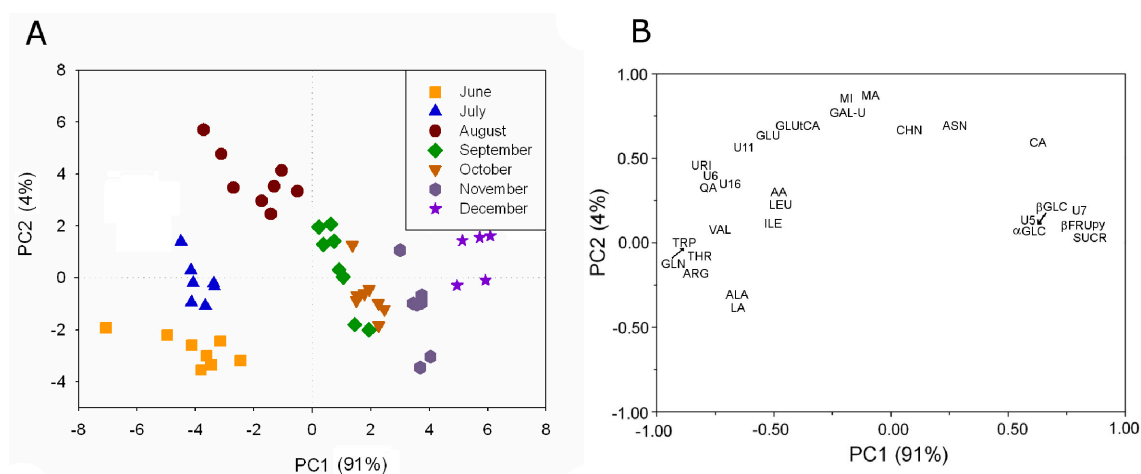 A
8
6
4
2
0
-2
-4
-8
-6
-4
-2
0
2
4
6
8
PC2 (4%)
PC1 (91%)
June
July
August
September
October
November
December
B
1.00
0.50
0.00
-0.50
-1.00
-1.00
-0.50
0.00
0.50
1.00
PC2 (4%)
PC1 (91%)
MI MA
GAL-U
GLUtCA
GLU
CHN ASN
CA
U11
URI
U6
QA U16
AA
LEU
ILE
VAL
TRP
GLN
THR
ARG
ALA
LA
βGLC
U5
αGLC
U7
βFRUpy
SUCR